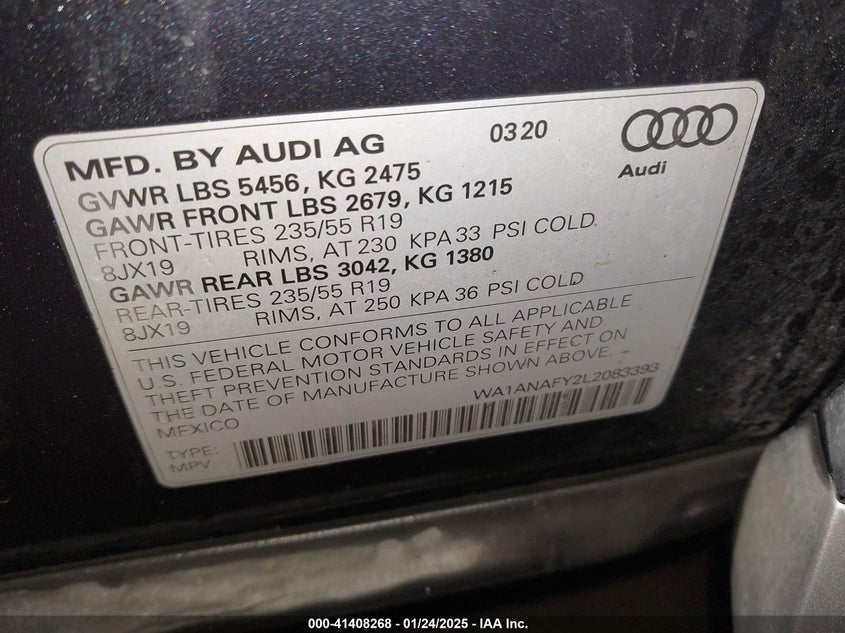 MFD. BY AUDI AG 0320
Audi
GVWR LBS 5456, KG 2475
GAWR FRONT LBS 2679, KG 1215
FRONT-TIRES 235/55 R19
8JX19 RIMS, AT 230 KPA 33 PSI COLD.
GAWR REAR LBS 3042, KG 1380
REAR-TIRES 235/55 R19
8JX19 RIMS, AT 250 KPA 36 PSI COLD
THIS VEHICLE CONFORMS TO ALL APPLICABLE
U.S. FEDERAL MOTOR VEHICLE SAFETY AND
THEFT PREVENTION STANDARDS IN EFFECT ON
THE DATE OF MANUFACTURE SHOWN ABOVE.
MEXICO WA1ANAFY2L2083393
TYPE:
MPV
000-41408268 - 01/24/2025 - IAA Inc.